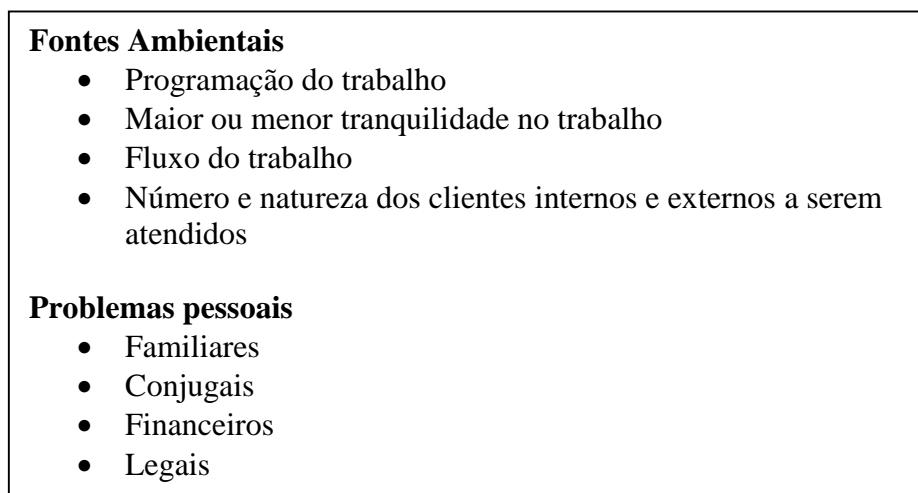 Fontes Ambientais
• Programação do trabalho
• Maior ou menor tranquilidade no trabalho
• Fluxo do trabalho
• Número e natureza dos clientes internos e externos a serem
atendidos
Problemas pessoais
• Familiares
• Conjugais
• Financeiros
• Legais